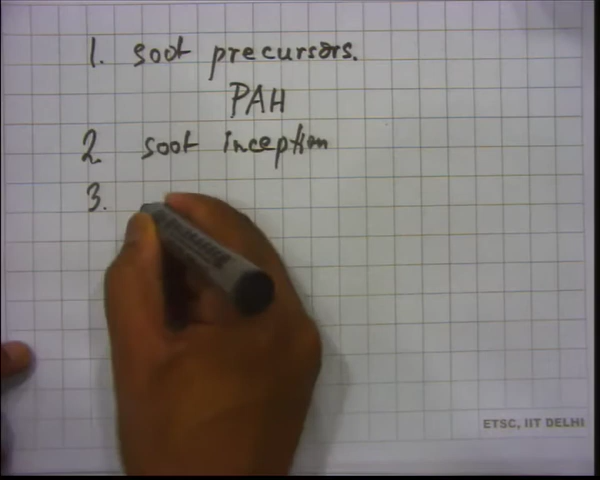 1. soot precursors.
PAH
2 soot inception
3.
ETSC, IIT DELHI